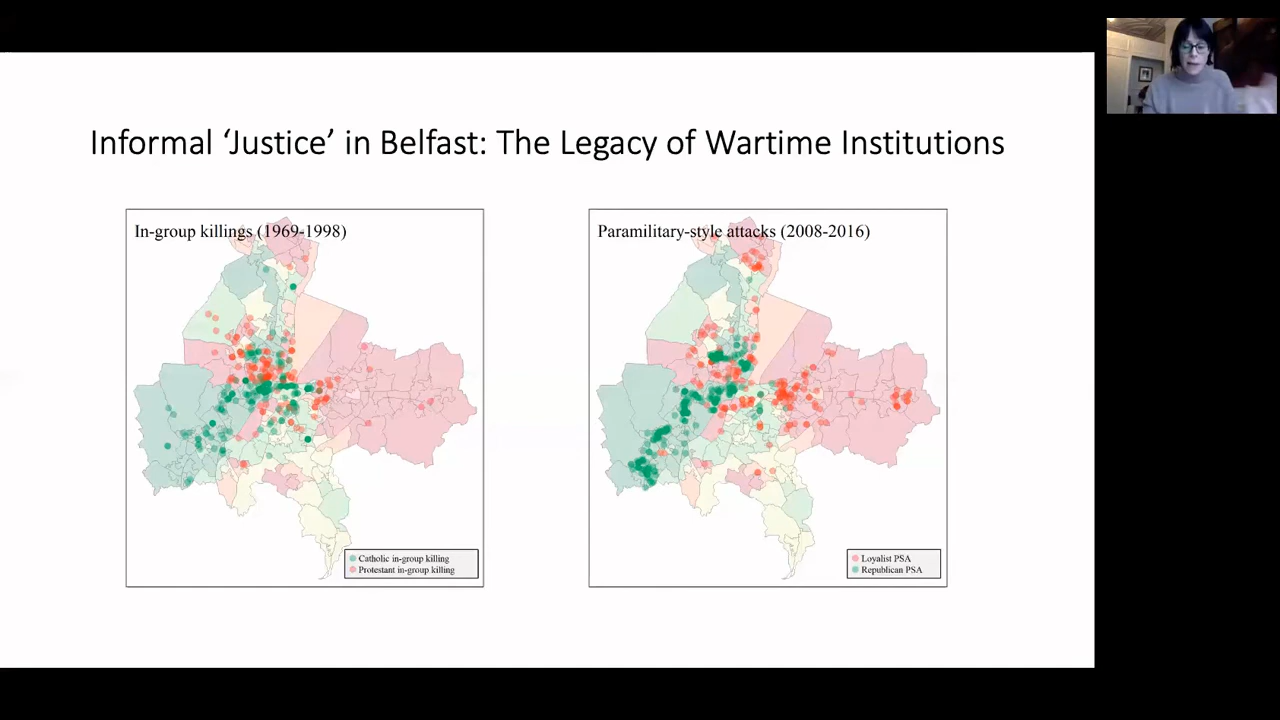 Informal ‘Justice’ in Belfast: The Legacy of Wartime Institutions
In-group killings (1969-1998)
Catholic in-group killing
Protestant in-group killing
Paramilitary-style attacks (2008-2016)
Loyalist PSA
Republican PSA